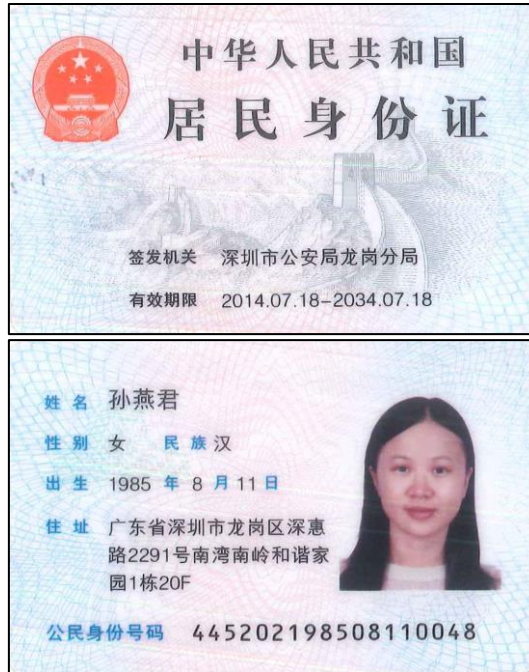 中华人民共和国
居民身份证
签发机关 深圳市公安局龙岗分局
有效期限 2014.07.18-2034.07.18
姓名 孙燕君
性别 女 民族 汉
出生 1985 年 8 月 11 日
住址 广东省深圳市龙岗区深惠
路2291号南湾南岭和谐家
园1栋20F
公民身份号码 445202198508110048